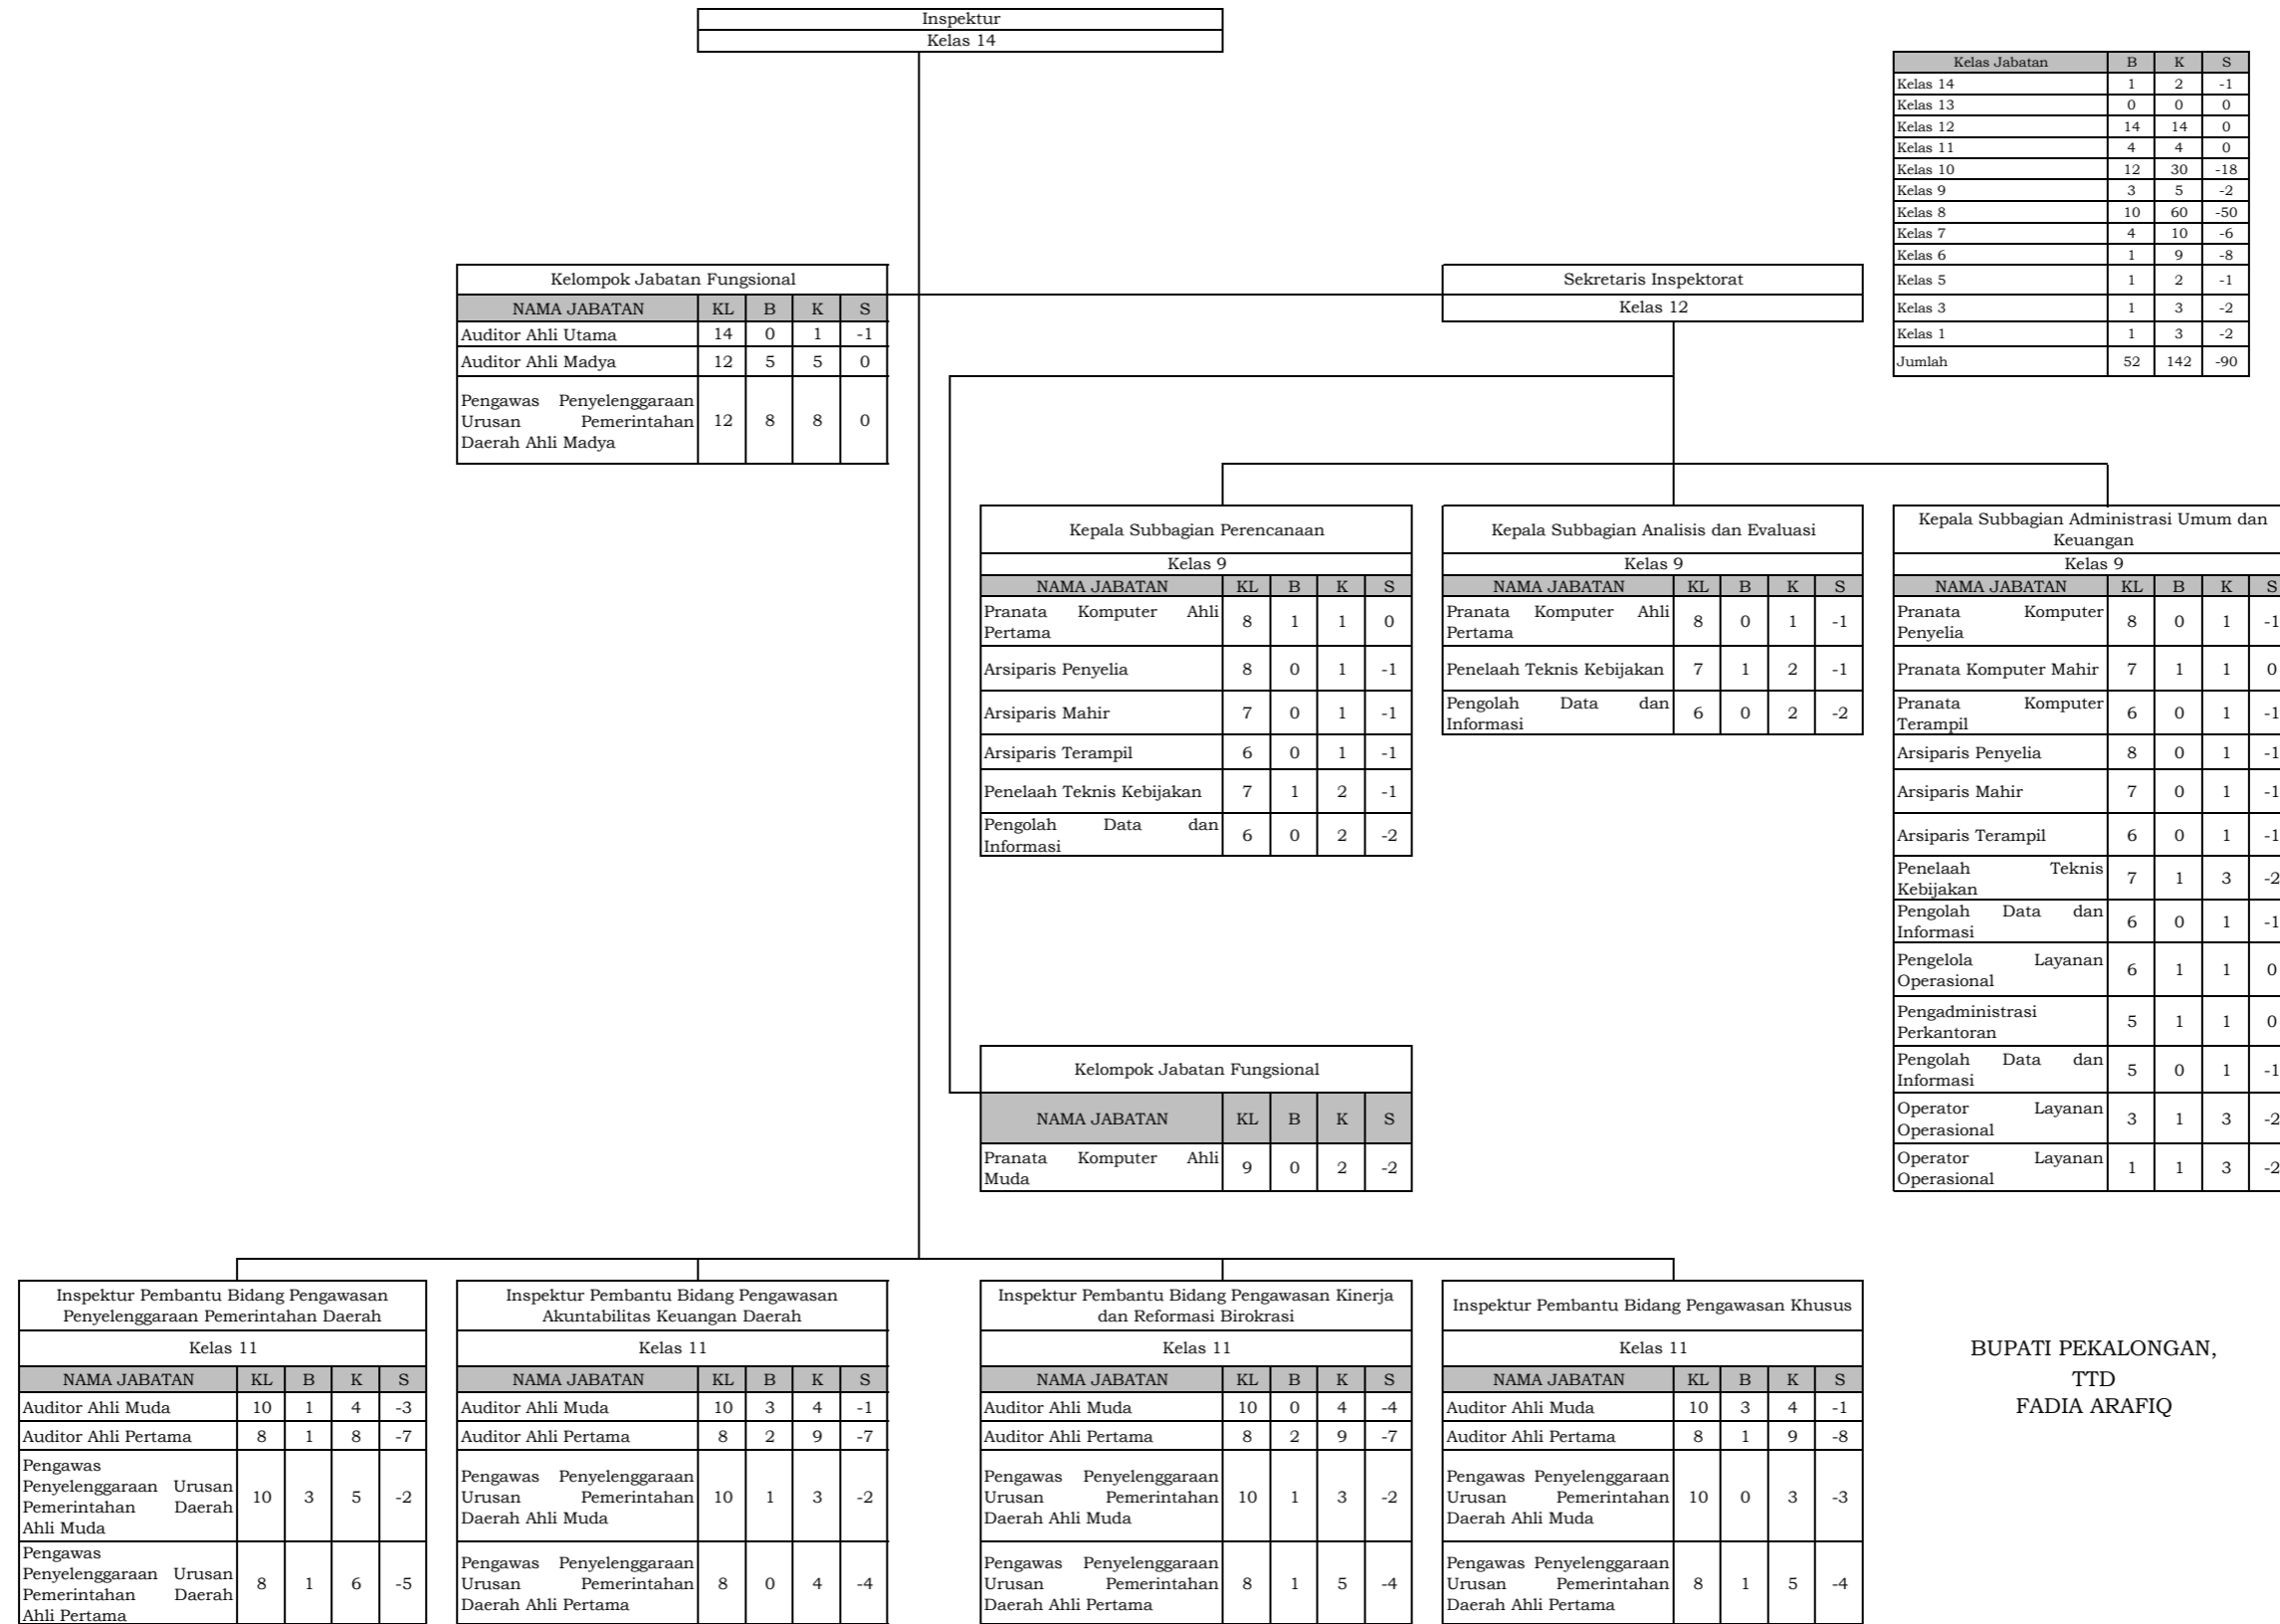 Inspektur
Kelas 14
Kelas Jabatan B K S
Kelas 14 1 2 -1
Kelas 13 0 0 0
Kelas 12 14 14 0
Kelas 11 4 4 0
Kelas 10 12 30 -18
Kelas 9 3 5 -2
Kelas 8 10 60 -50
Kelas 7 4 10 -6
Kelas 6 1 9 -8
Kelas 5 1 2 -1
Kelas 3 1 3 -2
Kelas 1 1 3 -2
Jumlah 52 142 -90
Kelompok Jabatan Fungsional
NAMA JABATAN KL B K S
Auditor Ahli Utama 14 0 1 -1
Auditor Ahli Madya 12 5 5 0
Pengawas Penyelenggaraan
Urusan Pemerintahan
Daerah Ahli Madya
12 8 8 0
Sekretaris Inspektorat
Kelas 12
Kepala Subbagian Perencanaan
Kelas 9
NAMA JABATAN KL B K S
Pranata Komputer Ahli
Pertama
8 1 1 0
Arsiparis Penyelia 8 0 1 -1
Arsiparis Mahir 7 0 1 -1
Arsiparis Terampil 6 0 1 -1
Penelaah Teknis Kebijakan 7 1 2 -1
Pengolah Data dan
Informasi
6 0 2 -2
Kepala Subbagian Analisis dan Evaluasi
Kelas 9
NAMA JABATAN KL B K S
Pranata Komputer Ahli
Pertama
8 0 1 -1
Penelaah Teknis Kebijakan 7 1 2 -1
Pengolah Data dan
Informasi
6 0 2 -2
Kepala Subbagian Administrasi Umum dan
Keuangan
Kelas 9
NAMA JABATAN KL B K S
Pranata Komputer
Penyelia
8 0 1 -1
Pranata Komputer Mahir 7 1 1 0
Pranata Komputer
Terampil
6 0 1 -1
Arsiparis Penyelia 8 0 1 -1
Arsiparis Mahir 7 0 1 -1
Arsiparis Terampil 6 0 1 -1
Penelaah Teknis
Kebijakan
7 1 3 -2
Pengolah Data dan
Informasi
6 0 1 -1
Pengelola Layanan
Operasional
6 1 1 0
Pengadministrasi
Perkantoran
5 1 1 0
Pengolah Data dan
Informasi
5 0 1 -1
Operator Layanan
Operasional
3 1 3 -2
Operator Layanan
Operasional
1 1 3 -2
Kelompok Jabatan Fungsional
NAMA JABATAN KL B K S
Pranata Komputer Ahli
Muda
9 0 2 -2
Inspektur Pembantu Bidang Pengawasan
Penyelenggaraan Pemerintahan Daerah
Kelas 11
NAMA JABATAN KL B K S
Auditor Ahli Muda 10 1 4 -3
Auditor Ahli Pertama 8 1 8 -7
Pengawas
Penyelenggaraan Urusan
Pemerintahan Daerah
Ahli Muda
10 3 5 -2
Pengawas
Penyelenggaraan Urusan
Pemerintahan Daerah
Ahli Pertama
8 1 6 -5
Inspektur Pembantu Bidang Pengawasan
Akuntabilitas Keuangan Daerah
Kelas 11
NAMA JABATAN KL B K S
Auditor Ahli Muda 10 3 4 -1
Auditor Ahli Pertama 8 2 9 -7
Pengawas Penyelenggaraan
Urusan Pemerintahan
Daerah Ahli Muda
10 1 3 -2
Pengawas Penyelenggaraan
Urusan Pemerintahan
Daerah Ahli Pertama
8 0 4 -4
Inspektur Pembantu Bidang Pengawasan Kinerja
dan Reformasi Birokrasi
Kelas 11
NAMA JABATAN KL B K S
Auditor Ahli Muda 10 0 4 -4
Auditor Ahli Pertama 8 2 9 -7
Pengawas Penyelenggaraan
Urusan Pemerintahan
Daerah Ahli Muda
10 1 3 -2
Pengawas Penyelenggaraan
Urusan Pemerintahan
Daerah Ahli Pertama
8 1 5 -4
Inspektur Pembantu Bidang Pengawasan Khusus
Kelas 11
NAMA JABATAN KL B K S
Auditor Ahli Muda 10 3 4 -1
Auditor Ahli Pertama 8 1 9 -8
Pengawas Penyelenggaraan
Urusan Pemerintahan
Daerah Ahli Muda
10 0 3 -3
Pengawas Penyelenggaraan
Urusan Pemerintahan
Daerah Ahli Pertama
8 1 5 -4
BUPATI PEKALONGAN,
TTD
FADIA ARAFIQ